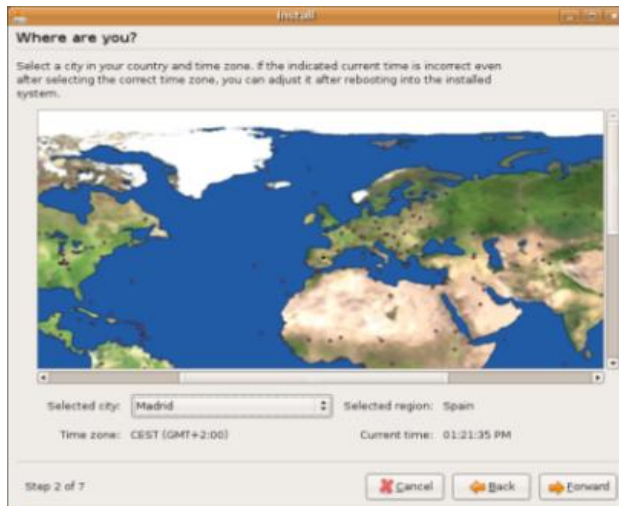 Install
Where are you?
Select a city in your country and time zone. If the indicated current time is incorrect even
after selecting the correct time zone, you can adjust it after rebooting into the installed
system.
Selected city: Madrid Selected region: Spain
Time zone: CEST (GMT+2:00) Current time: 01:21:35 PM
Step 2 of 7 Cancel Back Forward